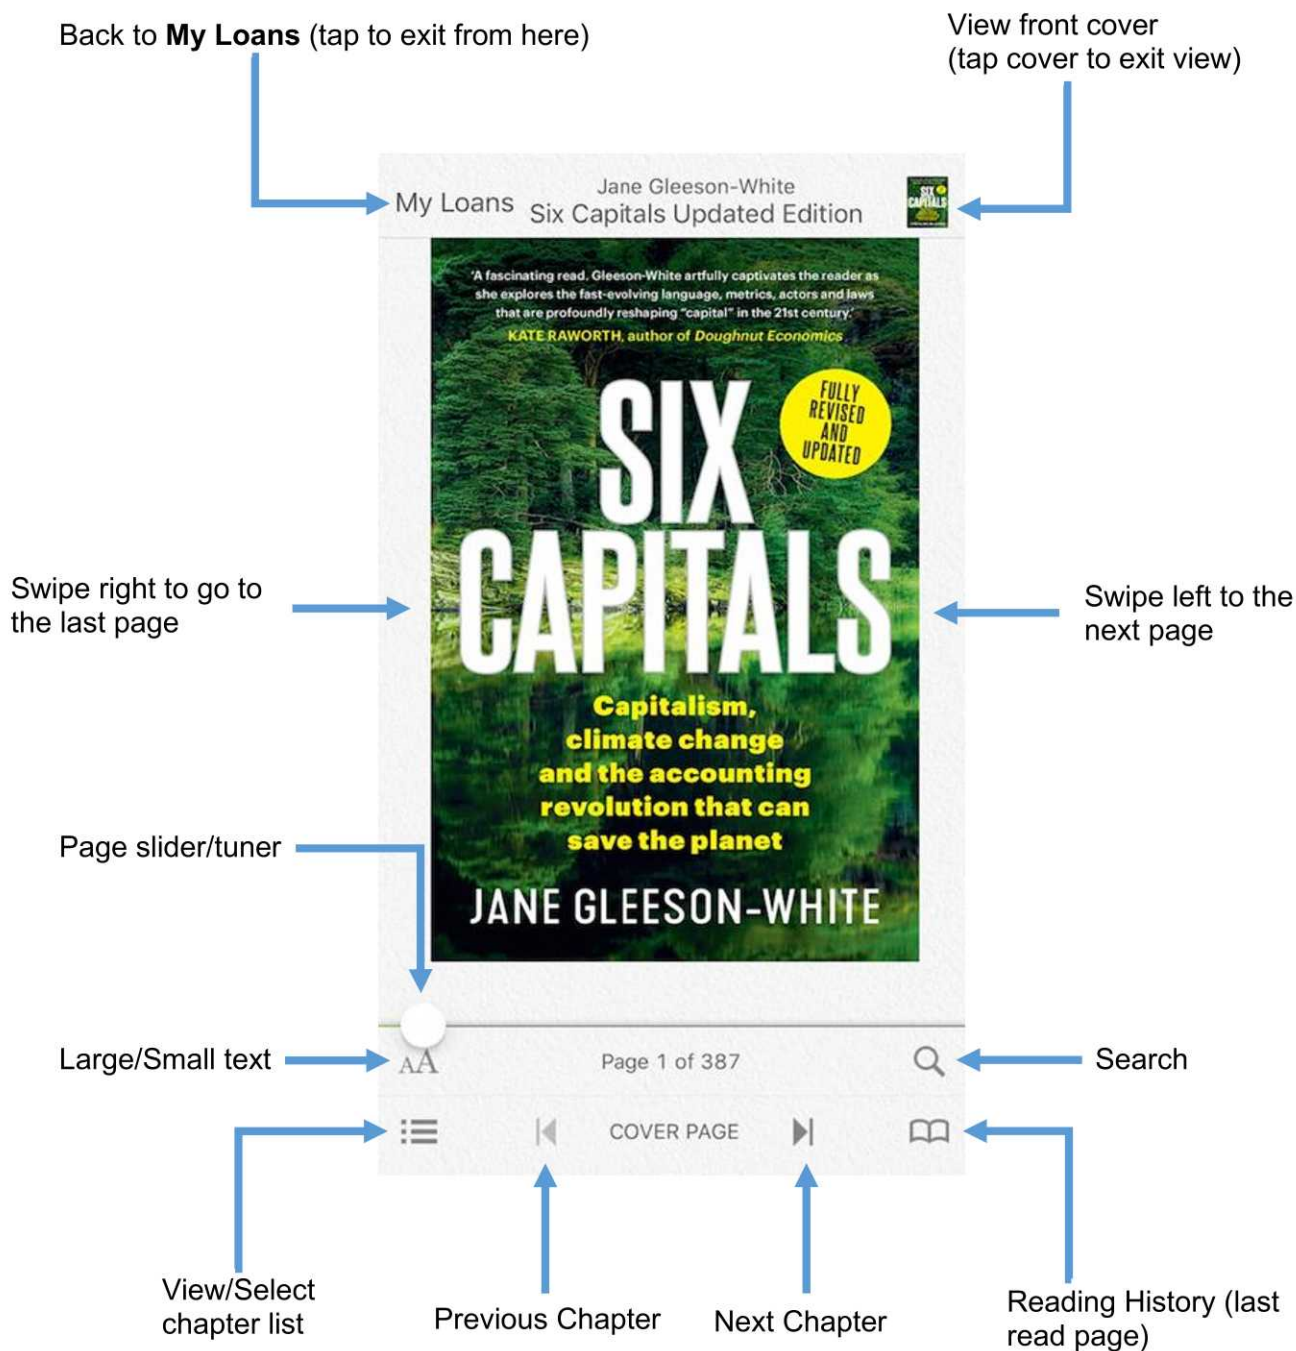 Back to My Loans (tap to exit from here)
View front cover
(tap cover to exit view)
My Loans
Jane Gleeson-White
Six Capitals Updated Edition
SIX
CAPITALS
'A fascinating read. Gleeson-White artfully captivates the reader as
she explores the fast-evolving language, metrics, actors and laws
that are profoundly reshaping "capital" in the 21st century.'
KATE RAWORTH, author of Doughnut Economics
FULLY
REVISED
AND
UPDATED
SIX
CAPITALS
Swipe right to go to
the last page
Swipe left to the
next page
Capitalism,
climate change
and the accounting
revolution that can
save the planet
JANE GLEESON-WHITE
Page slider/tuner
Large/Small text
AA
Page 1 of 387
Search
COVER PAGE
View/Select
chapter list
Previous Chapter
Next Chapter
Reading History (last
read page)